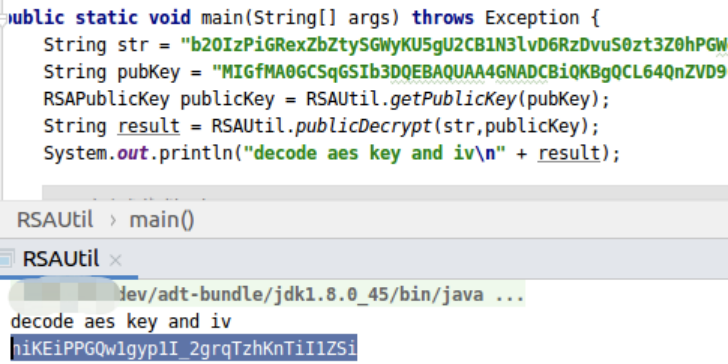 public static void main(String[] args) throws Exception {
String str = "b2OIzPiGRexZbZtySGWyKU5gU2CB1N3lvD6RzDvuS0zt3Z0hPGW
String pubKey = "MIGfMA0GCSqGSIb3DQEBAQUAA4GNADCBiQKBgQCL64QnZVD9
RSAPublicKey publicKey = RSAUtil.getPublicKey(pubKey);
String result = RSAUtil.publicDecrypt(str,publicKey);
System.out.println("decode aes key and iv\n" + result);
RSAUtil › main()
RSAUtil ×
dev/adt-bundle/jdk1.8.0_45/bin/java ...
decode aes key and iv
hiKEiPPGQw1gyp1I_2grqTzhKnTiI1ZSi